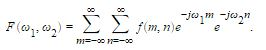 F(ω₁, ω₂) = ∑_{m=-∞}^{∞} ∑_{n=-∞}^{∞} f(m, n)e^{-jω₁m}e^{-jω₂n}.